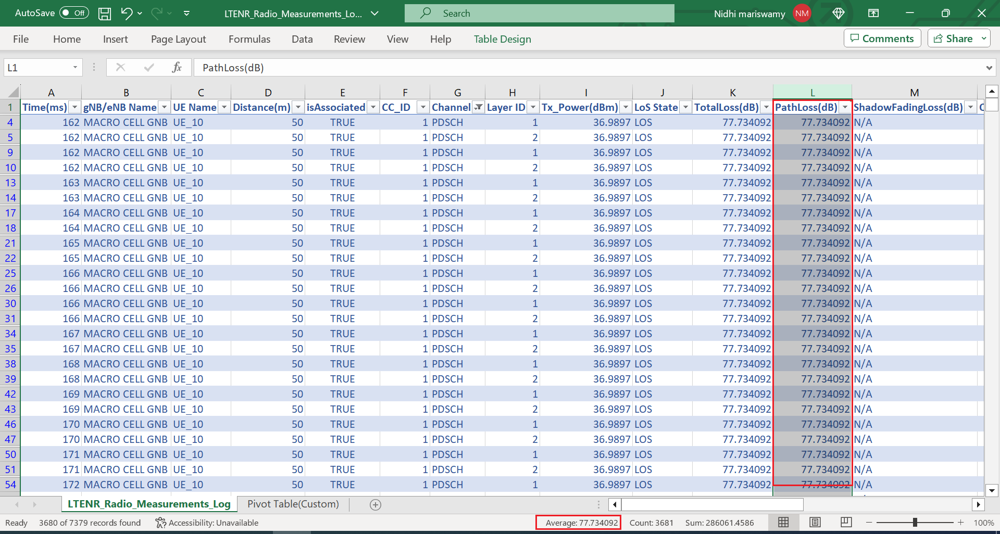 AutoSave Off LTENR_Radio_Measurements_Lo... Search Nidhi mariswamy NM
File Home Insert Page Layout Formulas Data Review View Help Table Design Comments Share
L1 fx PathLoss(dB)
A B C D E F G H I J K L M
1 Time(ms) gNB/eNB Name UE Name Distance(m) isAssociated CC_ID Channel Layer ID Tx_Power(dBm) LoS State TotalLoss(dB) PathLoss(dB) ShadowFadingLoss(dB)
4 162 MACRO CELL GNB UE_10 50 TRUE 1 PDSCH 1 36.9897 LOS 77.734092 77.734092 N/A
5 162 MACRO CELL GNB UE_10 50 TRUE 1 PDSCH 2 36.9897 LOS 77.734092 77.734092 N/A
9 162 MACRO CELL GNB UE_10 50 TRUE 1 PDSCH 1 36.9897 LOS 77.734092 77.734092 N/A
10 162 MACRO CELL GNB UE_10 50 TRUE 1 PDSCH 2 36.9897 LOS 77.734092 77.734092 N/A
13 163 MACRO CELL GNB UE_10 50 TRUE 1 PDSCH 1 36.9897 LOS 77.734092 77.734092 N/A
14 163 MACRO CELL GNB UE_10 50 TRUE 1 PDSCH 2 36.9897 LOS 77.734092 77.734092 N/A
17 164 MACRO CELL GNB UE_10 50 TRUE 1 PDSCH 1 36.9897 LOS 77.734092 77.734092 N/A
18 164 MACRO CELL GNB UE_10 50 TRUE 1 PDSCH 2 36.9897 LOS 77.734092 77.734092 N/A
21 165 MACRO CELL GNB UE_10 50 TRUE 1 PDSCH 1 36.9897 LOS 77.734092 77.734092 N/A
22 165 MACRO CELL GNB UE_10 50 TRUE 1 PDSCH 2 36.9897 LOS 77.734092 77.734092 N/A
25 166 MACRO CELL GNB UE_10 50 TRUE 1 PDSCH 1 36.9897 LOS 77.734092 77.734092 N/A
26 166 MACRO CELL GNB UE_10 50 TRUE 1 PDSCH 2 36.9897 LOS 77.734092 77.734092 N/A
30 166 MACRO CELL GNB UE_10 50 TRUE 1 PDSCH 1 36.9897 LOS 77.734092 77.734092 N/A
31 166 MACRO CELL GNB UE_10 50 TRUE 1 PDSCH 2 36.9897 LOS 77.734092 77.734092 N/A
34 167 MACRO CELL GNB UE_10 50 TRUE 1 PDSCH 1 36.9897 LOS 77.734092 77.734092 N/A
35 167 MACRO CELL GNB UE_10 50 TRUE 1 PDSCH 2 36.9897 LOS 77.734092 77.734092 N/A
38 168 MACRO CELL GNB UE_10 50 TRUE 1 PDSCH 1 36.9897 LOS 77.734092 77.734092 N/A
39 168 MACRO CELL GNB UE_10 50 TRUE 1 PDSCH 2 36.9897 LOS 77.734092 77.734092 N/A
42 169 MACRO CELL GNB UE_10 50 TRUE 1 PDSCH 1 36.9897 LOS 77.734092 77.734092 N/A
43 169 MACRO CELL GNB UE_10 50 TRUE 1 PDSCH 2 36.9897 LOS 77.734092 77.734092 N/A
46 170 MACRO CELL GNB UE_10 50 TRUE 1 PDSCH 1 36.9897 LOS 77.734092 77.734092 N/A
47 170 MACRO CELL GNB UE_10 50 TRUE 1 PDSCH 2 36.9897 LOS 77.734092 77.734092 N/A
50 171 MACRO CELL GNB UE_10 50 TRUE 1 PDSCH 1 36.9897 LOS 77.734092 77.734092 N/A
51 171 MACRO CELL GNB UE_10 50 TRUE 1 PDSCH 2 36.9897 LOS 77.734092 77.734092 N/A
54 172 MACRO CELL GNB UE_10 50 TRUE 1 PDSCH 1 36.9897 LOS 77.734092 77.734092 N/A
LTENR_Radio_Measurements_Log Pivot Table(Custom)
Ready 3680 of 7379 records found Accessibility: Unavailable Average: 77.734092 Count: 3681 Sum: 286061.4586 100%